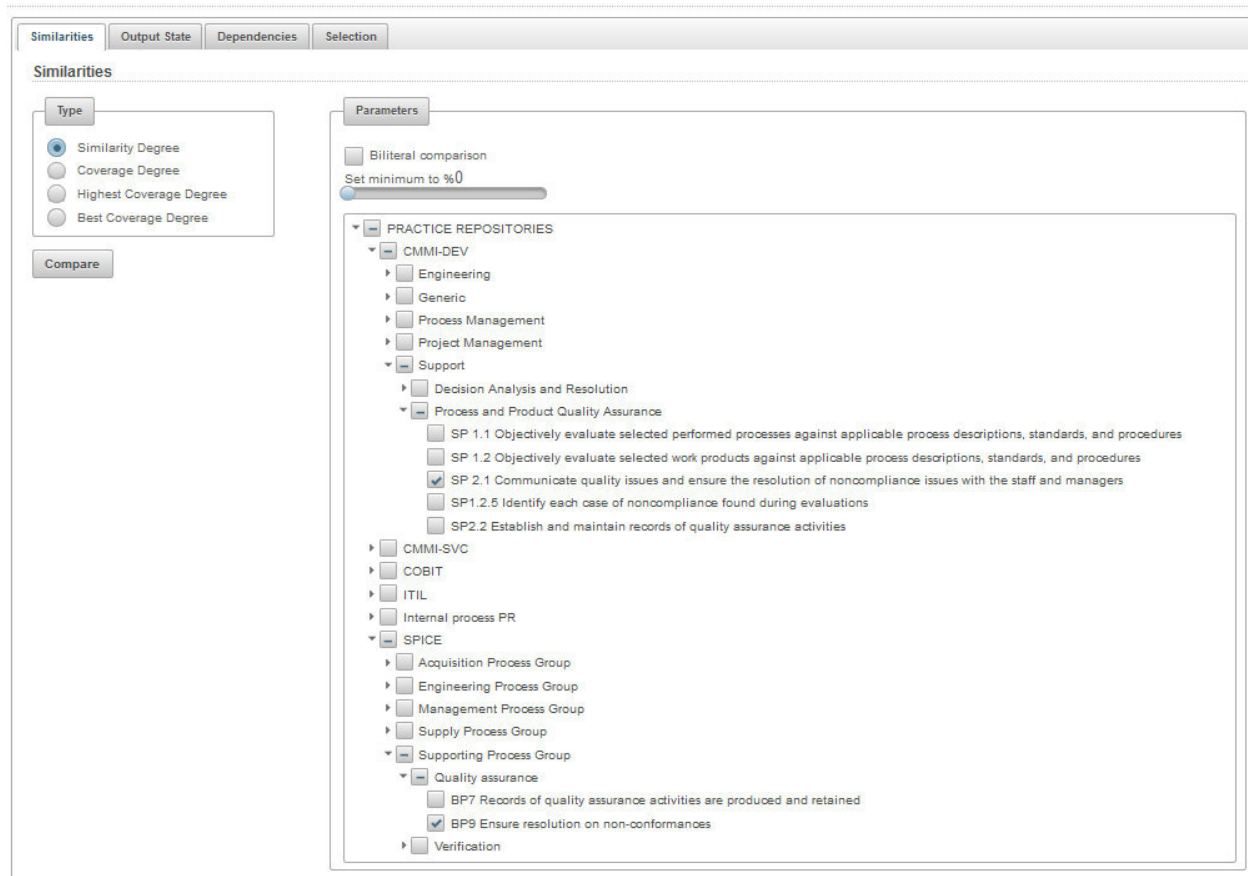 Similarities Output State Dependencies Selection
Similarities
Type
Similarity Degree
Coverage Degree
Highest Coverage Degree
Best Coverage Degree
Compare
Parameters
Biliteral comparison
Set minimum to %0
PRACTICE REPOSITORIES
CMMI-DEV
Engineering
Generic
Process Management
Project Management
Support
Decision Analysis and Resolution
Process and Product Quality Assurance
SP 1.1 Objectively evaluate selected performed processes against applicable process descriptions, standards, and procedures
SP 1.2 Objectively evaluate selected work products against applicable process descriptions, standards, and procedures
SP 2.1 Communicate quality issues and ensure the resolution of noncompliance issues with the staff and managers
SP1.2.5 Identify each case of noncompliance found during evaluations
SP2.2 Establish and maintain records of quality assurance activities
CMMI-SVC
COBIT
ITIL
Internal process PR
SPICE
Acquisition Process Group
Engineering Process Group
Management Process Group
Supply Process Group
Supporting Process Group
Quality assurance
BP7 Records of quality assurance activities are produced and retained
BP9 Ensure resolution on non-conformances
Verification